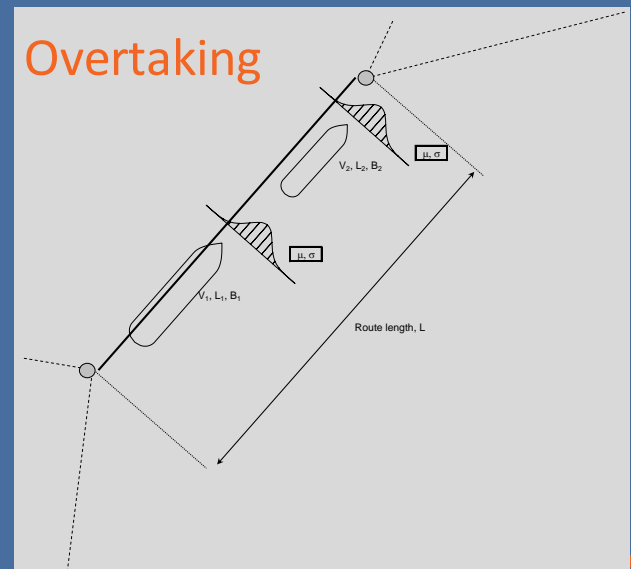 Overtaking
μ, σ
V₂, L₂, B₂
μ, σ
V₁, L₁, B₁
Route length, L